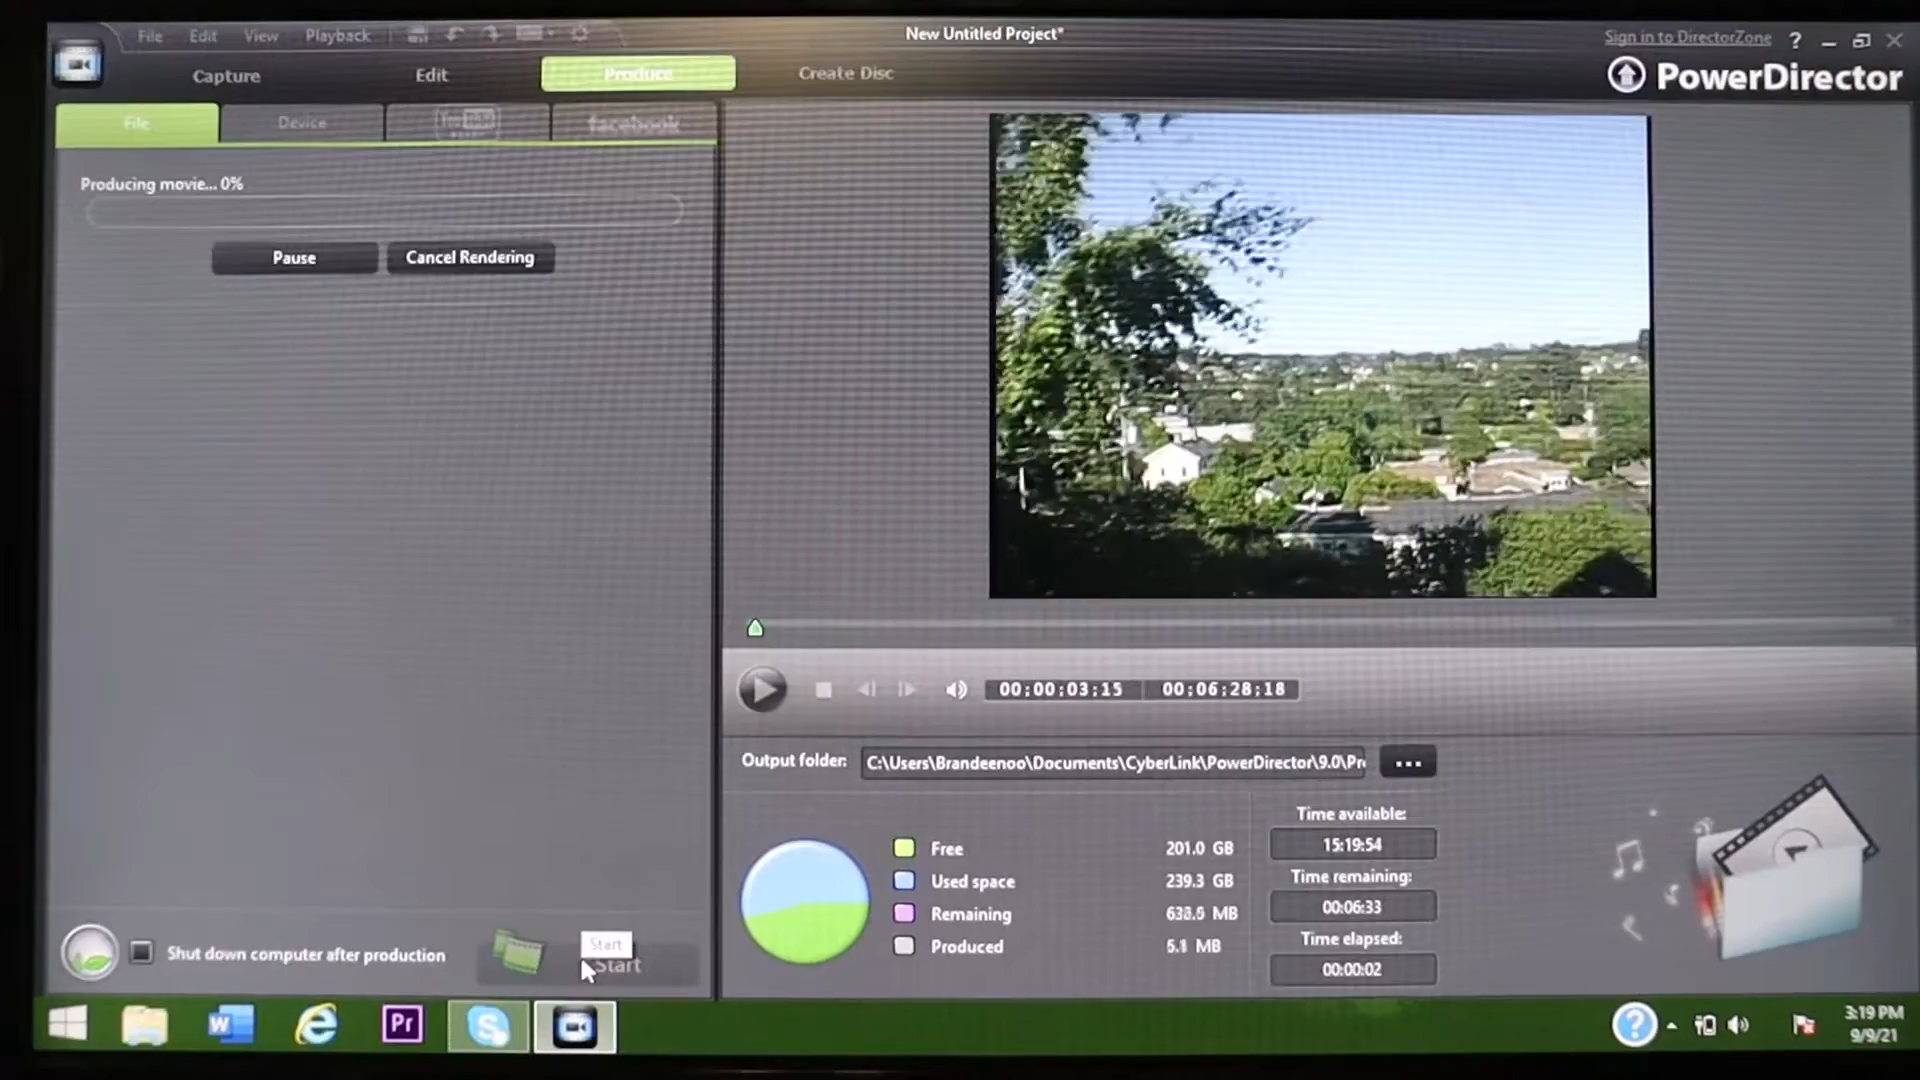 File Edit View Playback
New Untitled Project*
Sign in to DirectorZone ?
Capture Edit Produce Create Disc
PowerDirector
File Device You facebook
Producing movie... 0%
Pause Cancel Rendering
00;00;03;15 00;06;28;18
Output folder: C:\Users\Brandeenoo\Documents\CyberLink\PowerDirector\9.0\Pr
...
Free 201.0 GB
Used space 239.3 GB
Remaining MB
Produced MB
Time available:
15:19:54
Time remaining:
00:06:33
Time elapsed:
00:00:02
Shut down computer after production
Start
Start
W Pr S ?
3:19 PM
9/9/21